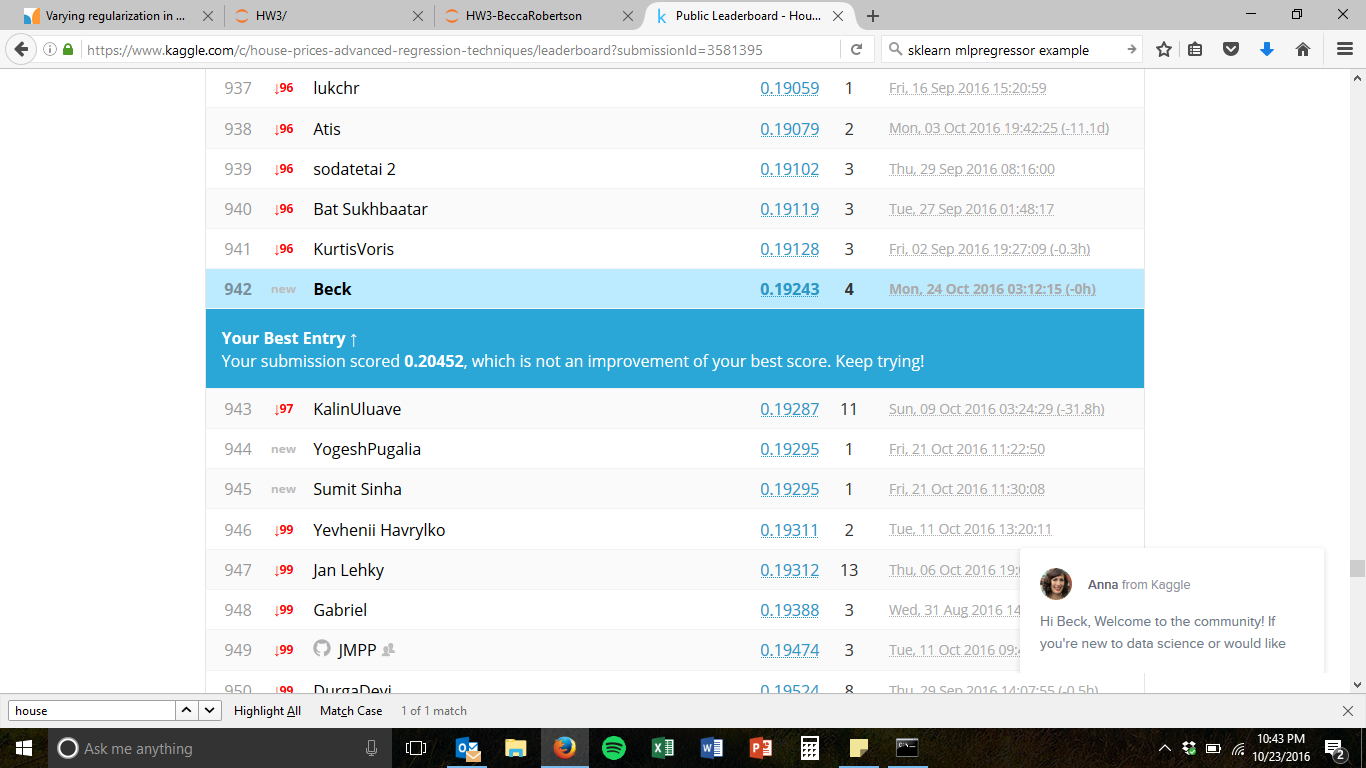 Varying regularization in ...
HW3/
HW3-BeccaRobertson
Public Leaderboard - Hou...
https://www.kaggle.com/c/house-prices-advanced-regression-techniques/leaderboard?submissionId=3581395
sklearn mlpregressor example
937 ↓96 lukchr 0.19059 1 Fri, 16 Sep 2016 15:20:59
938 ↓96 Atis 0.19079 2 Mon, 03 Oct 2016 19:42:25 (-11.1d)
939 ↓96 sodatetai 2 0.19102 3 Thu, 29 Sep 2016 08:16:00
940 ↓96 Bat Sukhbaatar 0.19119 3 Tue, 27 Sep 2016 01:48:17
941 ↓96 KurtisVoris 0.19128 3 Fri, 02 Sep 2016 19:27:09 (-0.3h)
942 new Beck 0.19243 4 Mon, 24 Oct 2016 03:12:15 (-0h)
Your Best Entry ↑
Your submission scored 0.20452, which is not an improvement of your best score. Keep trying!
943 ↓97 KalinUluave 0.19287 11 Sun, 09 Oct 2016 03:24:29 (-31.8h)
944 new YogeshPugalia 0.19295 1 Fri, 21 Oct 2016 11:22:50
945 new Sumit Sinha 0.19295 1 Fri, 21 Oct 2016 11:30:08
946 ↓99 Yevhenii Havrylko 0.19311 2 Tue, 11 Oct 2016 13:20:11
947 ↓99 Jan Lehky 0.19312 13 Thu, 06 Oct 2016 19:
948 ↓99 Gabriel 0.19388 3 Wed, 31 Aug 2016 14
949 ↓99 JMPP 0.19474 3 Tue, 11 Oct 2016 09:
950 ↓99 DurgaDevi 0.19524 8 Thu, 29 Sep 2016 14:07:55 (-0.5h)
Anna from Kaggle
Hi Beck, Welcome to the community! If
you're new to data science or would like
house
Highlight All
Match Case
1 of 1 match
Ask me anything
10:43 PM
10/23/2016
2